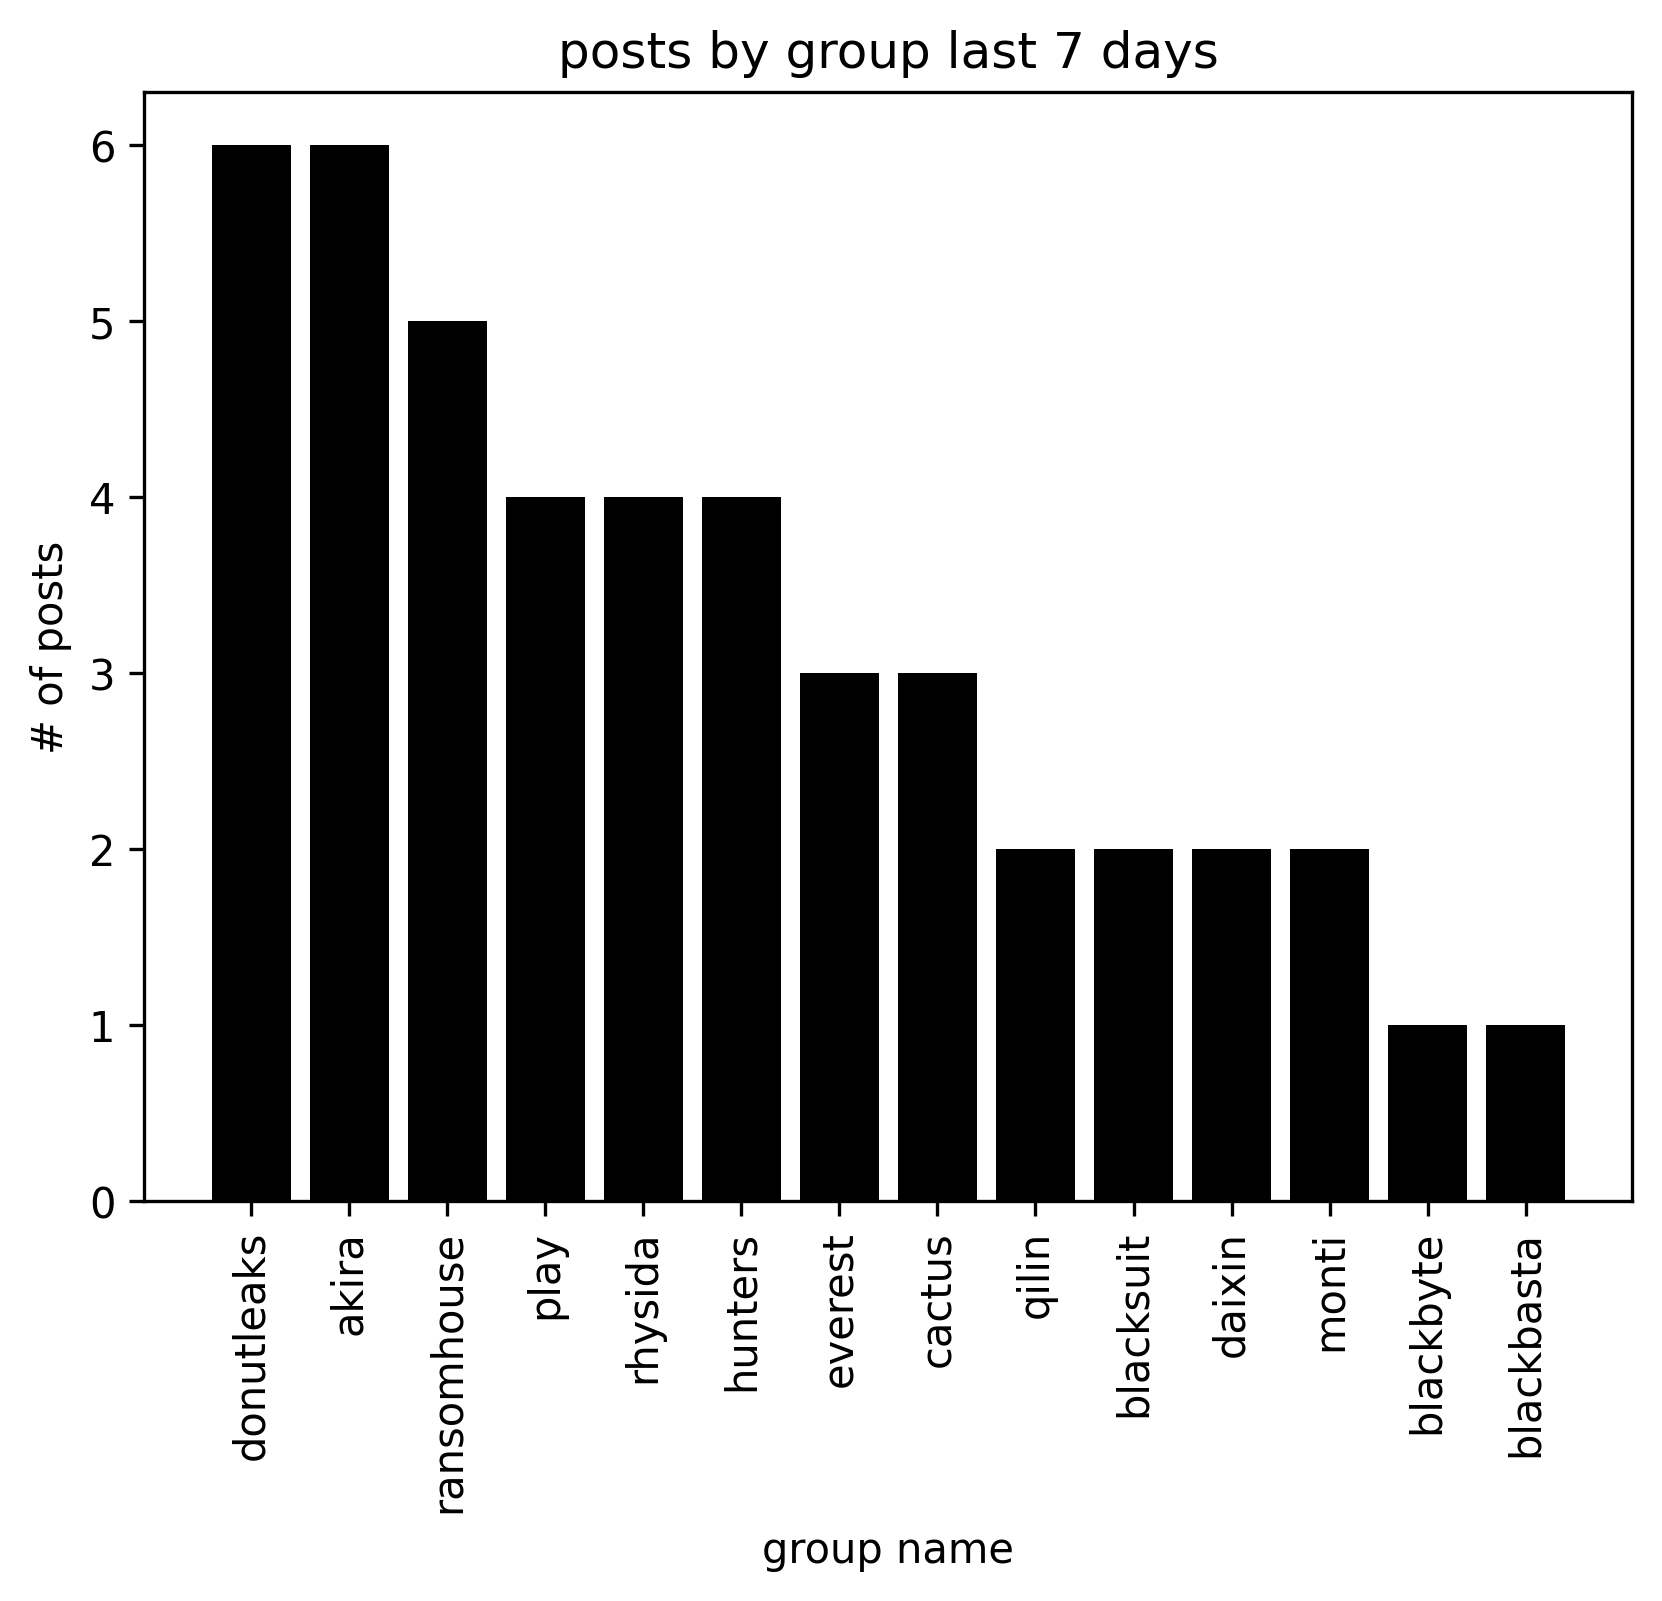 posts by group last 7 days
6
5
4
3
2
1
0
# of posts
donutleaks
akira
ransomhouse
play
rhysida
hunters
everest
cactus
qilin
blacksuit
daixin
monti
blackbyte
blackbasta
group name